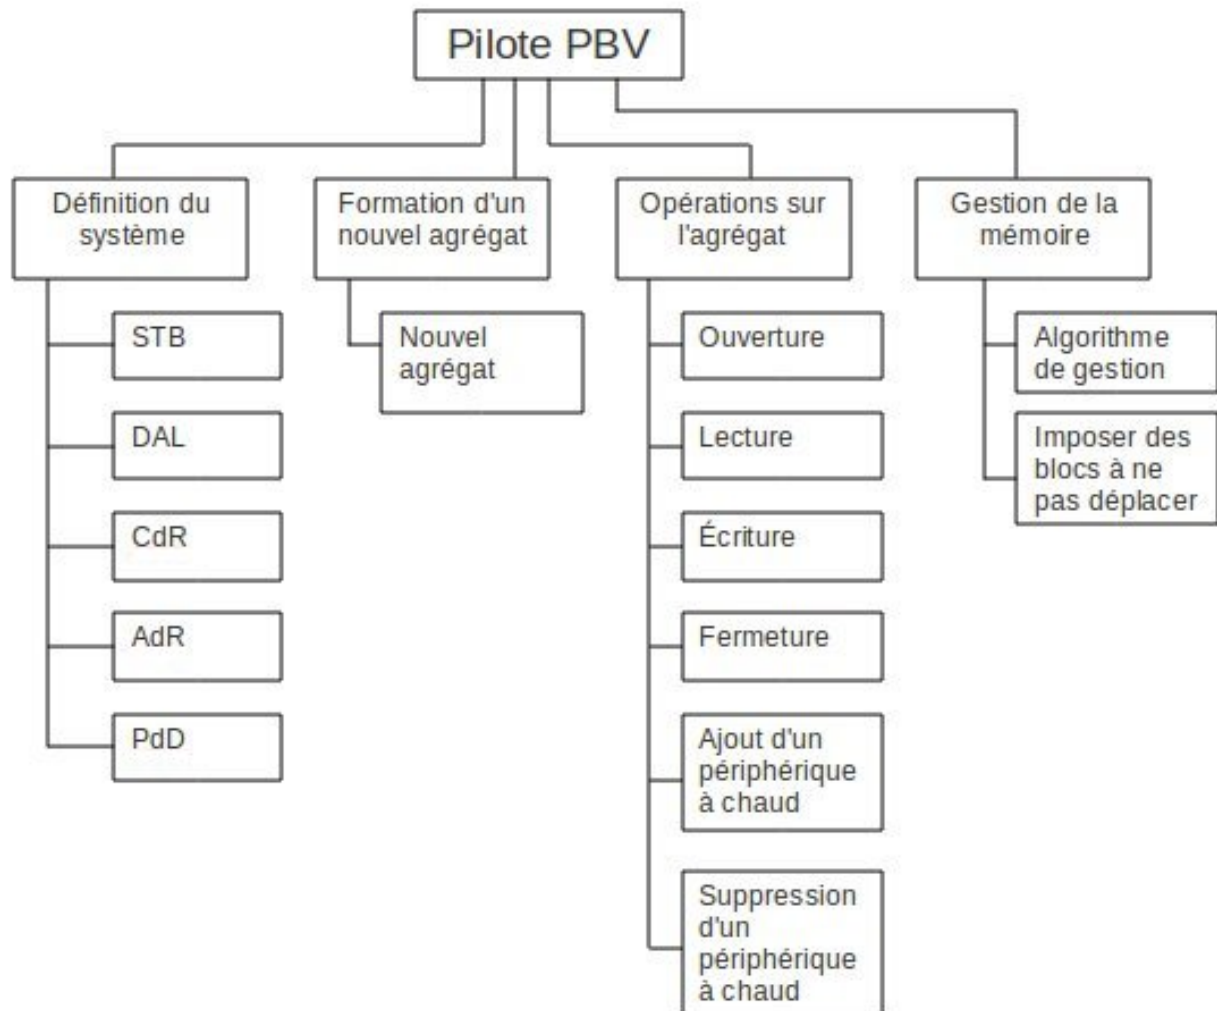 Pilote PBV
Définition du
système
STB
DAL
CdR
AdR
PdD
Formation d'un
nouvel agrégat
Nouvel
agrégat
Opérations sur
l'agrégat
Ouverture
Lecture
Écriture
Fermeture
Ajout d'un
périphérique
à chaud
Suppression
d'un
périphérique
à chaud
Gestion de la
mémoire
Algorithme
de gestion
Imposer des
blocs à ne
pas déplacer